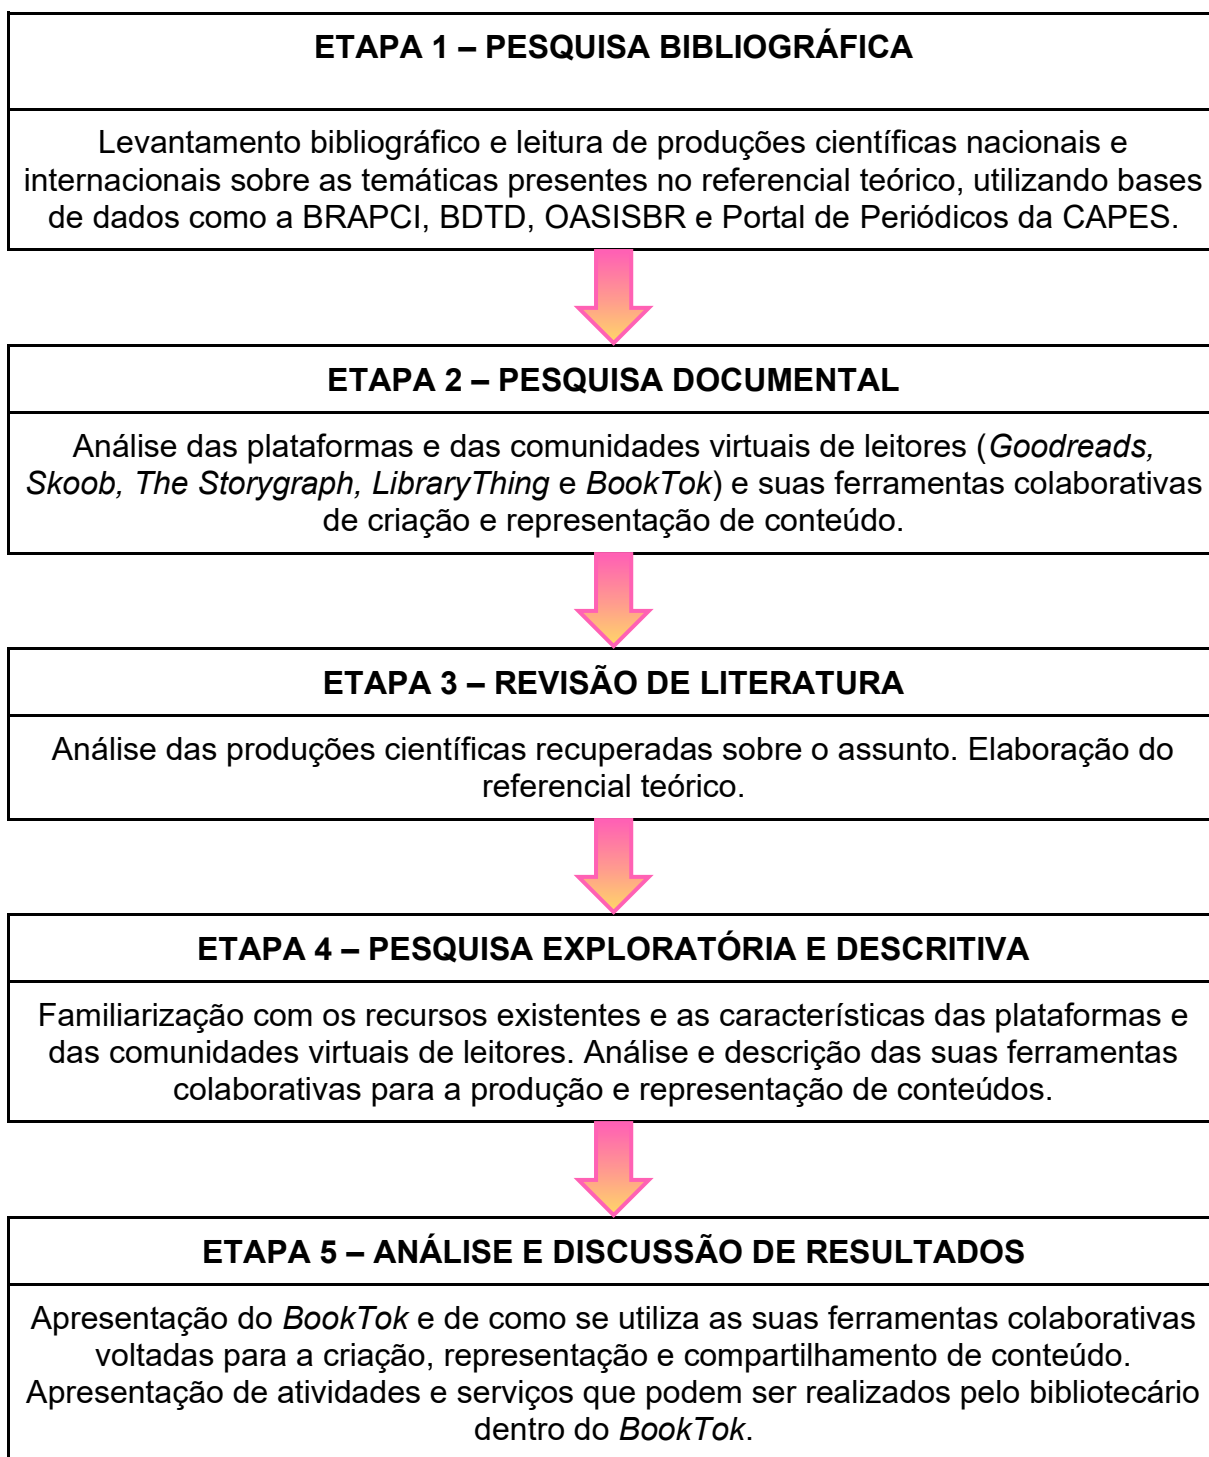 ETAPA 1 – PESQUISA BIBLIOGRÁFICA
Levantamento bibliográfico e leitura de produções científicas nacionais e
internacionais sobre as temáticas presentes no referencial teórico, utilizando bases
de dados como a BRAPCI, BDTD, OASISBR e Portal de Periódicos da CAPES.
ETAPA 2 – PESQUISA DOCUMENTAL
Análise das plataformas e das comunidades virtuais de leitores (Goodreads,
Skoob, The Storygraph, LibraryThing e BookTok) e suas ferramentas colaborativas
de criação e representação de conteúdo.
ETAPA 3 – REVISÃO DE LITERATURA
Análise das produções científicas recuperadas sobre o assunto. Elaboração do
referencial teórico.
ETAPA 4 – PESQUISA EXPLORATÓRIA E DESCRITIVA
Familiarização com os recursos existentes e as características das plataformas e
das comunidades virtuais de leitores. Análise e descrição das suas ferramentas
colaborativas para a produção e representação de conteúdos.
ETAPA 5 – ANÁLISE E DISCUSSÃO DE RESULTADOS
Apresentação do BookTok e de como se utiliza as suas ferramentas colaborativas
voltadas para a criação, representação e compartilhamento de conteúdo.
Apresentação de atividades e serviços que podem ser realizados pelo bibliotecário
dentro do BookTok.